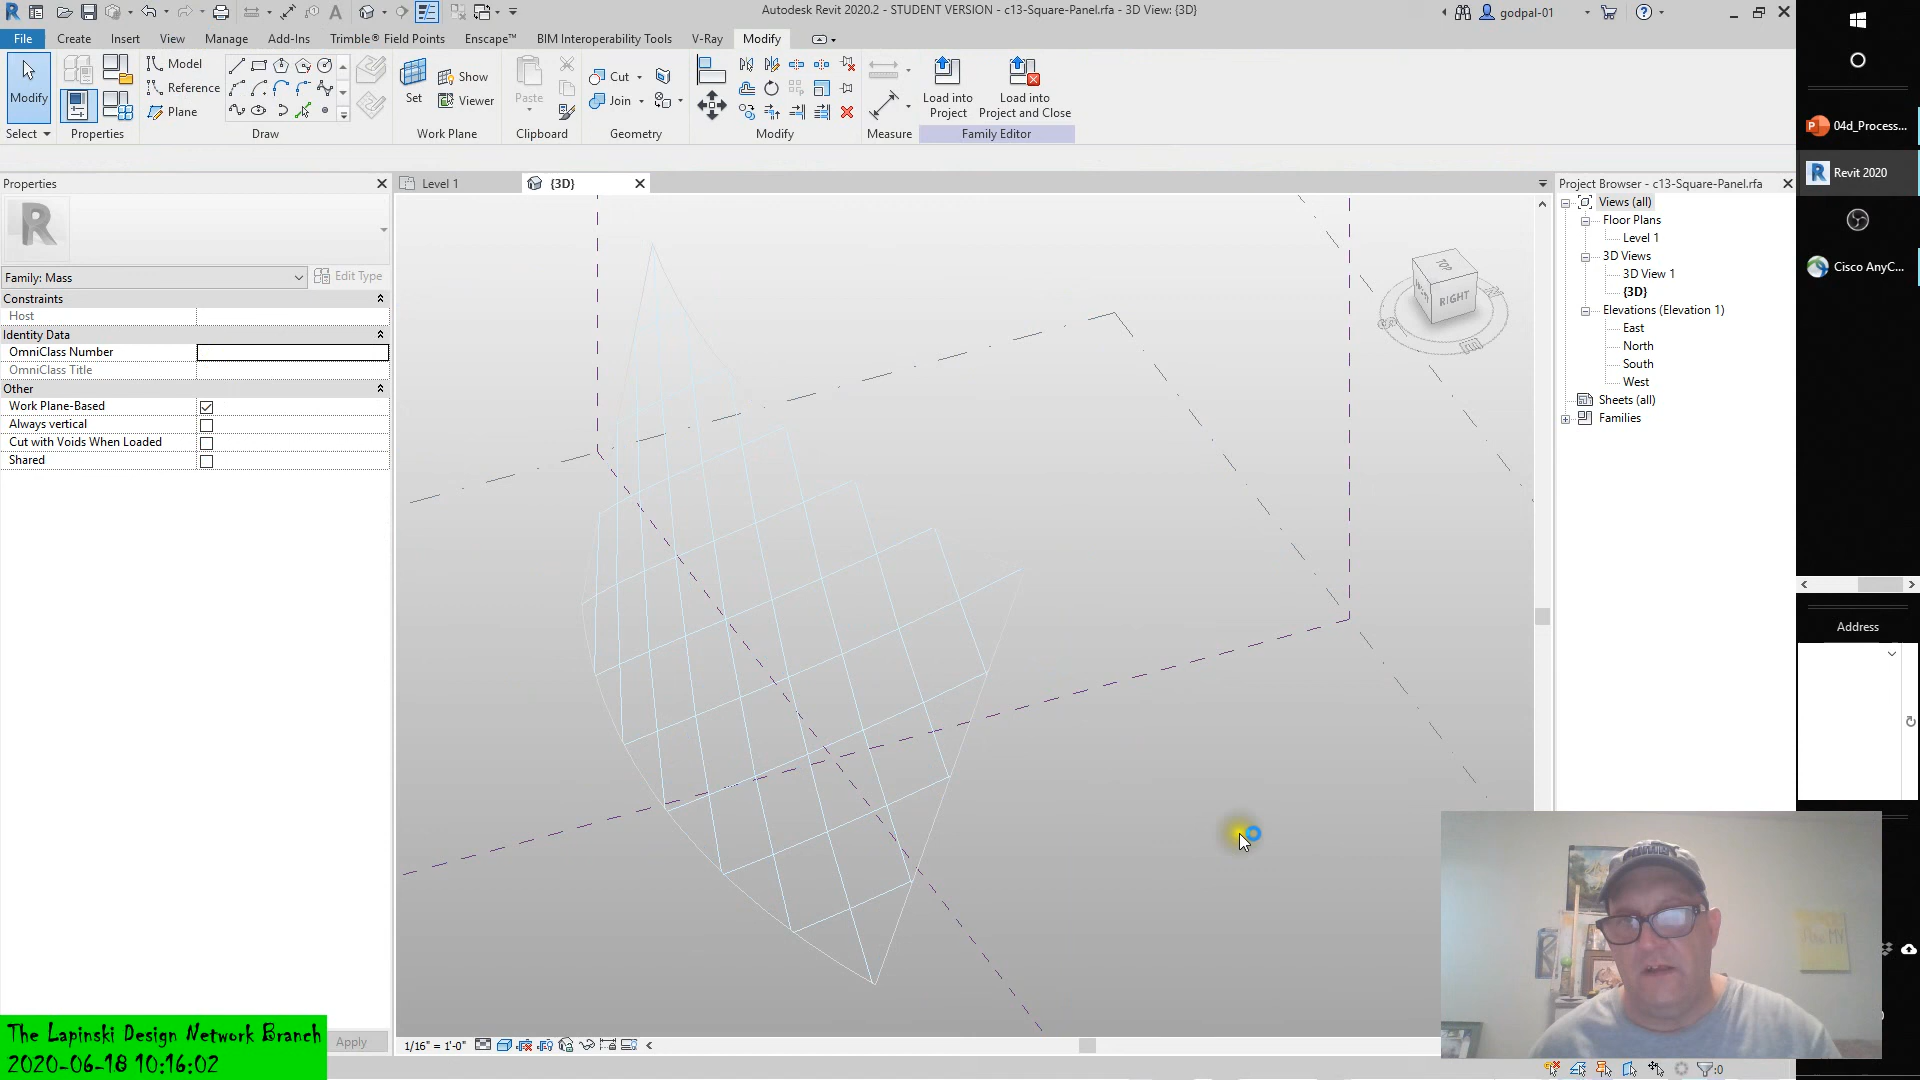 Autodesk Revit 2020.2 - STUDENT VERSION - c13-Square-Panel.rfa - 3D View: {3D}
godpal-01
File Create Insert View Manage Add-Ins Trimble® Field Points Enscape™ BIM Interoperability Tools V-Ray Modify
Modify
Select
Properties
Model
Reference
Plane
Draw
Set
Show
Viewer
Work Plane
Paste
Clipboard
Cut
Join
Geometry
Modify
Measure
Load into
Project
Load into
Project and Close
Family Editor
Properties
Level 1
{3D}
Project Browser - c13-Square-Panel.rfa
Family: Mass
Edit Type
Constraints
Host
Identity Data
OmniClass Number
OmniClass Title
Other
Work Plane-Based
Always vertical
Cut with Voids When Loaded
Shared
Apply
TOP
RIGHT
Views (all)
Floor Plans
Level 1
3D Views
3D View 1
{3D}
Elevations (Elevation 1)
East
North
South
West
Sheets (all)
Families
04d_Process...
Revit 2020
Cisco AnyC...
Address
1/16" = 1'-0"
:0
The Lapinski Design Network Branch
2020-06-18 10:16:02